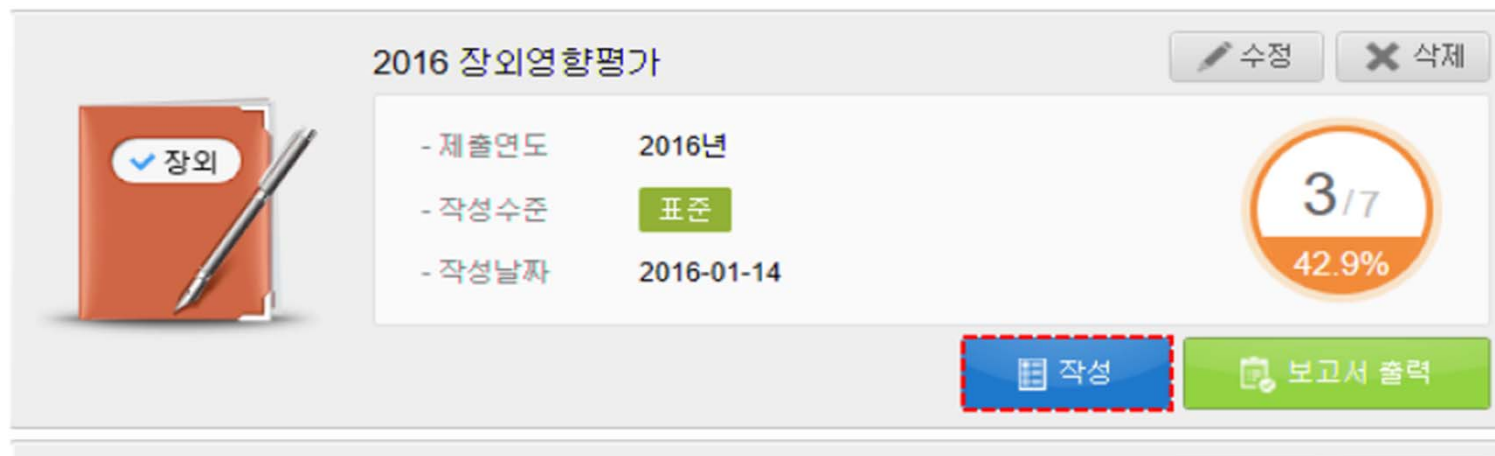 2016 장외영향평가
수정
삭제
장외
- 제출연도 2016년
- 작성수준 표준
- 작성날짜 2016-01-14
3/7
42.9%
작성
보고서 출력